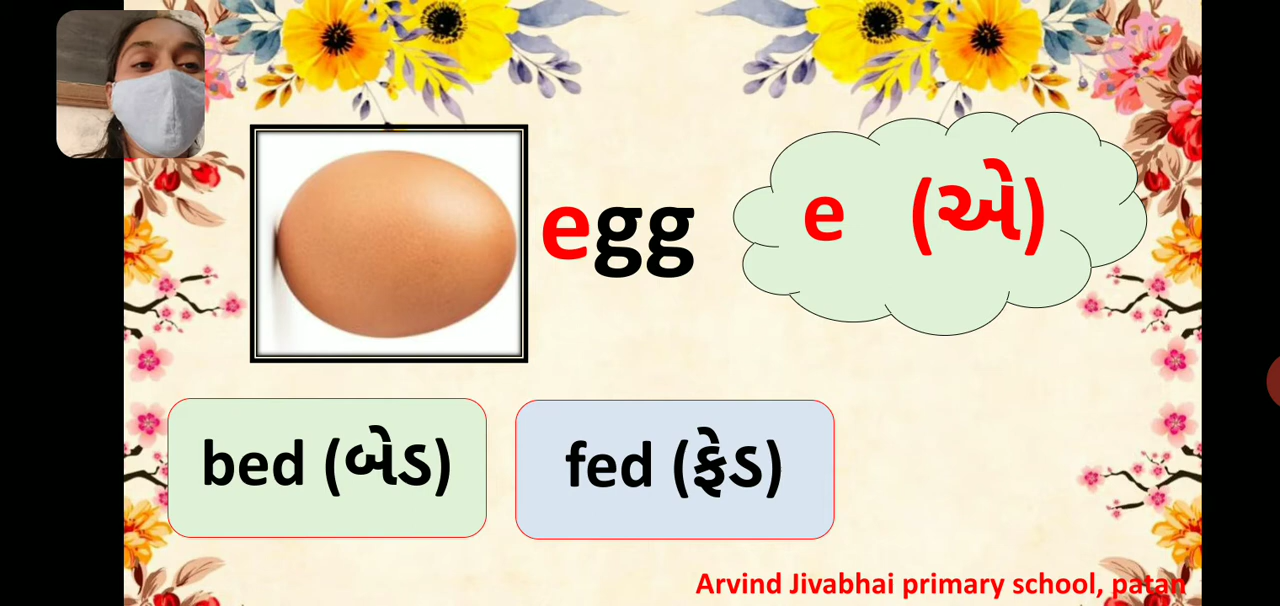 egg
e (એ)
bed (બેડ)
fed (ફેડ)
Arvind Jivabhai primary school, patan